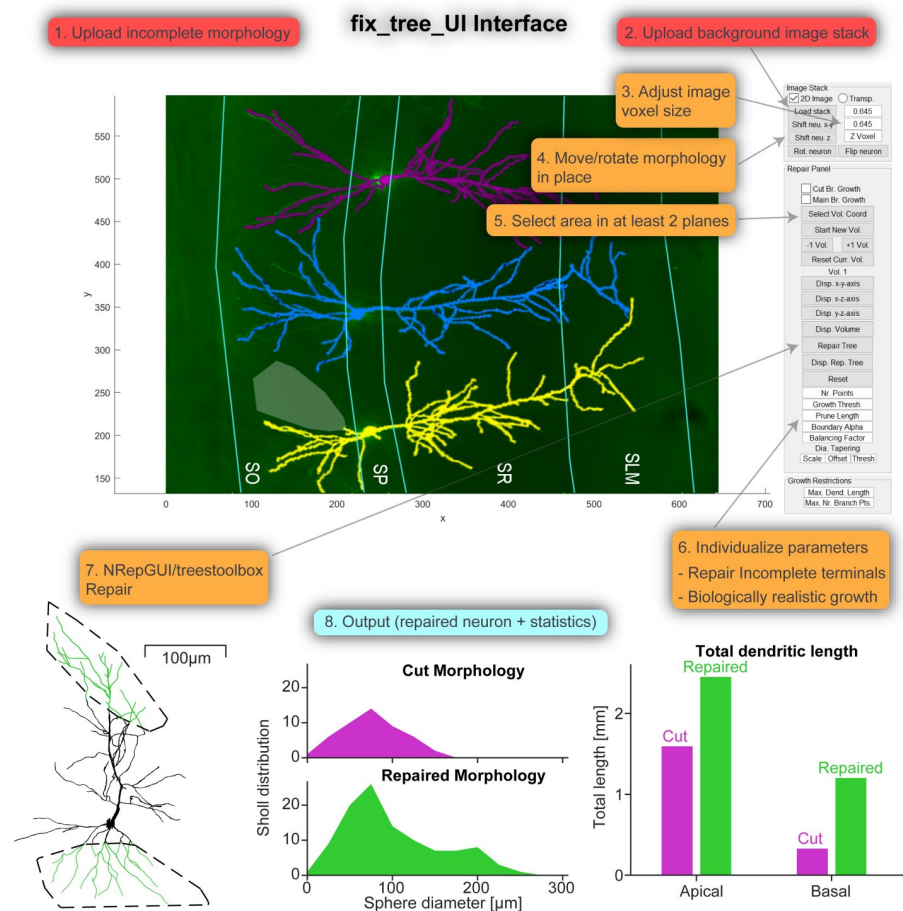 fix_tree_UI Interface
1. Upload incomplete morphology
2. Upload background image stack
3. Adjust image
voxel size
4. Move/rotate morphology
in place
5. Select area in at least 2 planes
Image Stack
2D Image
Transp.
Load stack
0.645
Shift neu. x-y
0.645
Shift neu. z
Z Voxel
Rot. neuron
Flip neuron
Repair Panel
Cut Br. Growth
Main Br. Growth
Select Vol. Coord
Start New Vol.
-1 Vol.
+1 Vol.
Reset Curr. Vol.
Vol. 1
Disp. x-y-axis
Disp. x-z-axis
Disp. y-z-axis
Disp. Volume
Repair Tree
Disp. Rep. Tree
Reset
Nr. Points
Growth Thresh.
Prune Length
Boundary Alpha
Balancing Factor
Dia. Tapering
Scale
Offset
Thresh
Growth Restrictions
Max. Dend. Length
Max. Nr. Branch Pts.
550
500
450
400
350
300
250
200
150
y
0
100
200
300
400
500
600
700
x
SO
SP
SR
SLM
7. NRepGUI/treestoolbox
Repair
6. Individualize parameters
- Repair Incomplete terminals
- Biologically realistic growth
8. Output (repaired neuron + statistics)
100µm
Cut Morphology
20
10
0
Repaired Morphology
20
10
0
Sholl distribution
0
100
200
300
Sphere diameter [µm]
Total dendritic length
Repaired
Cut
Repaired
Cut
2
1
0
Total length [mm]
Apical
Basal